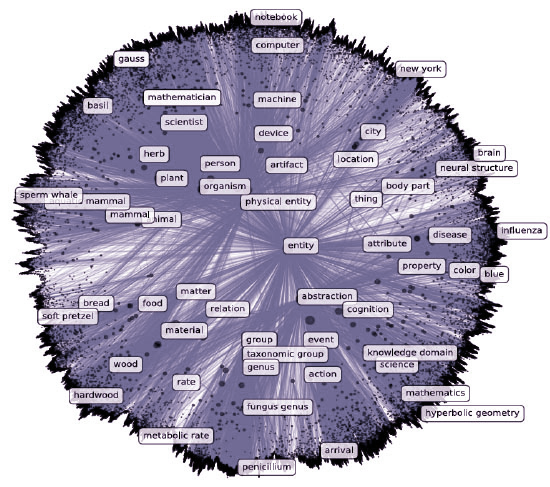 notebook
computer
gauss
new york
basil
mathematician
machine
scientist
device
city
brain
herb
person
artifact
location
neural structure
plant
organism
body part
sperm whale
mammal
physical entity
thing
mammal
animal
influenza
entity
attribute
disease
property
color
blue
matter
abstraction
bread
food
relation
cognition
soft pretzel
material
group
event
taxonomic group
knowledge domain
wood
genus
science
rate
action
hardwood
fungus genus
mathematics
hyperbolic geometry
metabolic rate
arrival
penicillium